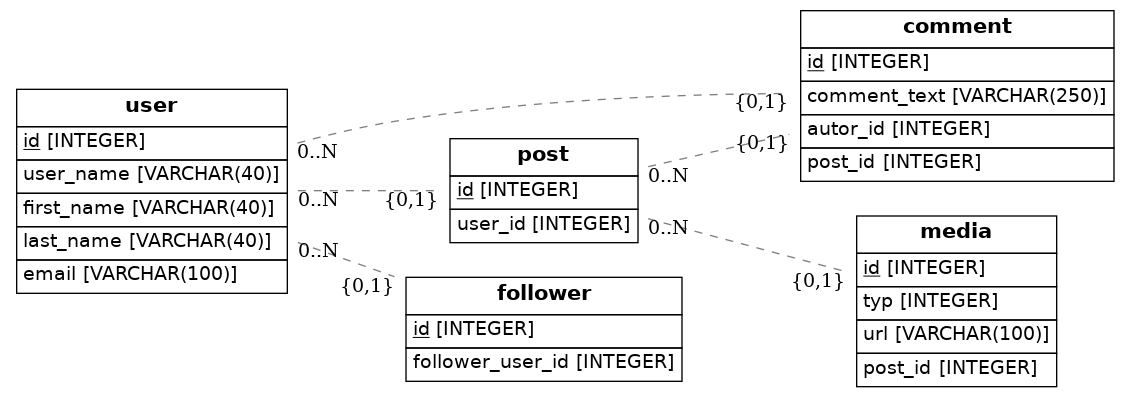 user
id [INTEGER]
user_name [VARCHAR(40)]
first_name [VARCHAR(40)]
last_name [VARCHAR(40)]
email [VARCHAR(100)]
0..N
0..N
0..N
{0,1}
{0,1}
post
id [INTEGER]
user_id [INTEGER]
0..N
0..N
follower
id [INTEGER]
follower_user_id [INTEGER]
{0,1}
{0,1}
{0,1}
comment
id [INTEGER]
comment_text [VARCHAR(250)]
autor_id [INTEGER]
post_id [INTEGER]
media
id [INTEGER]
typ [INTEGER]
url [VARCHAR(100)]
post_id [INTEGER]